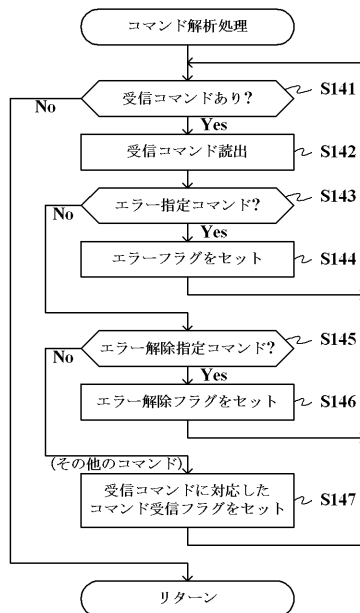 コマンド解析処理
受信コマンドあり?
S141
No
Yes
受信コマンド読出
S142
エラー指定コマンド?
S143
No
Yes
エラーフラグをセット
S144
エラー解除指定コマンド?
S145
No
Yes
エラー解除フラグをセット
S146
(その他のコマンド)
受信コマンドに対応した
コマンド受信フラグをセット
S147
リターン